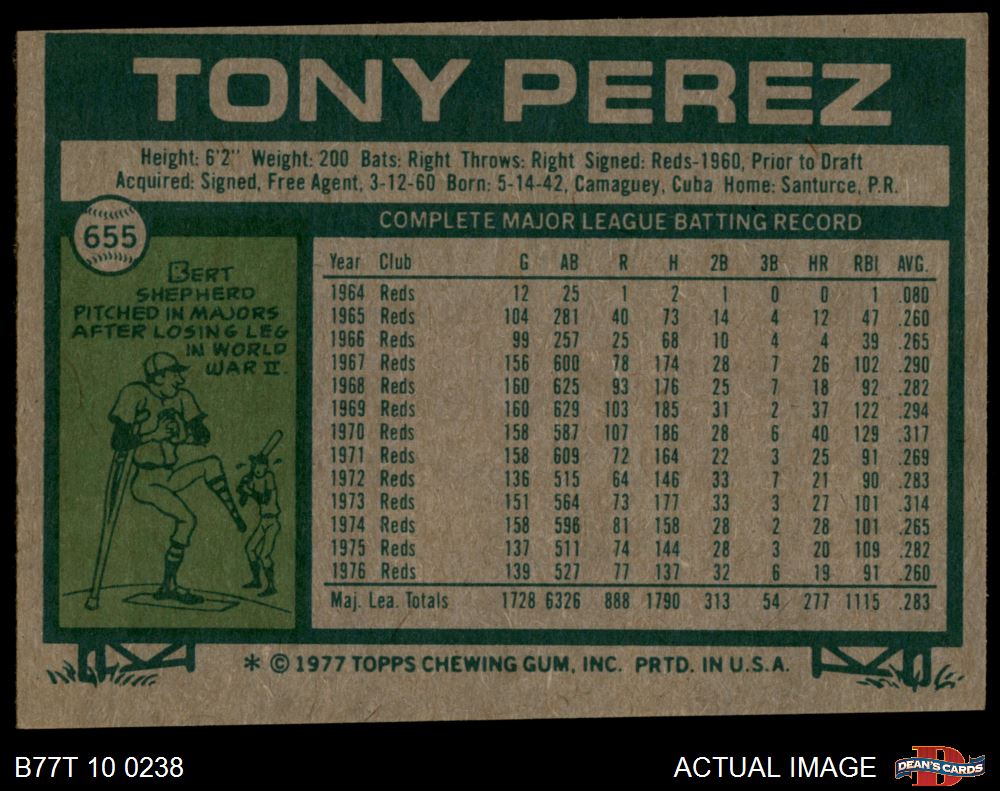 TONY PEREZ
Height: 6'2" Weight: 200 Bats: Right Throws: Right Signed: Reds-1960, Prior to Draft
Acquired: Signed, Free Agent, 3-12-60 Born: 5-14-42, Camaguey, Cuba Home: Santurce, P.R.
655
BERT
SHEPHERD
PITCHED IN MAJORS
AFTER LOSING LEG
IN WORLD
WAR II.
COMPLETE MAJOR LEAGUE BATTING RECORD
Year Club G AB R H 2B 3B HR RBI AVG.
1964 Reds 12 25 1 2 1 0 0 1 .080
1965 Reds 104 281 40 73 14 4 12 47 .260
1966 Reds 99 257 25 68 10 4 4 39 .265
1967 Reds 156 600 78 174 28 7 26 102 .290
1968 Reds 160 625 93 176 25 7 18 92 .282
1969 Reds 160 629 103 185 31 2 37 122 .294
1970 Reds 158 587 107 186 28 6 40 129 .317
1971 Reds 158 609 72 164 22 3 25 91 .269
1972 Reds 136 515 64 146 33 7 21 90 .283
1973 Reds 151 564 73 177 33 3 27 101 .314
1974 Reds 158 596 81 158 28 2 28 101 .265
1975 Reds 137 511 74 144 28 3 20 109 .282
1976 Reds 139 527 77 137 32 6 19 91 .260
Maj. Lea. Totals 1728 6326 888 1790 313 54 277 1115 .283
* © 1977 TOPPS CHEWING GUM, INC. PRTD. IN U.S.A.
B77T 10 0238
ACTUAL IMAGE
D
DEAN'S CARDS